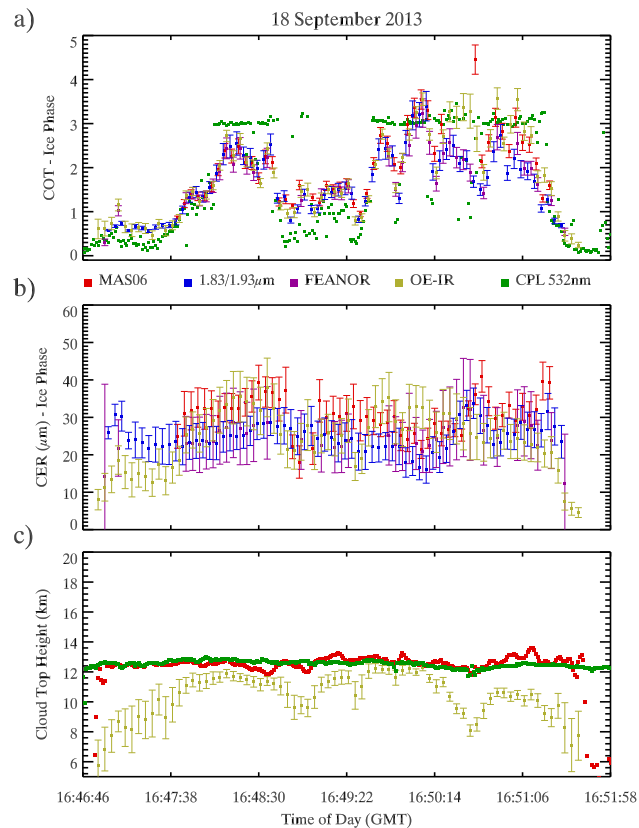 a)
18 September 2013
5
4
3
2
1
0
COT - Ice Phase
MAS06
1.83/1.93μm
FEANOR
OE-IR
CPL 532nm
b)
60
50
40
30
20
10
0
CER (μm) - Ice Phase
c)
20
18
16
14
12
10
8
6
Cloud Top Height (km)
16:46:46 16:47:38 16:48:30 16:49:22 16:50:14 16:51:06 16:51:58
Time of Day (GMT)